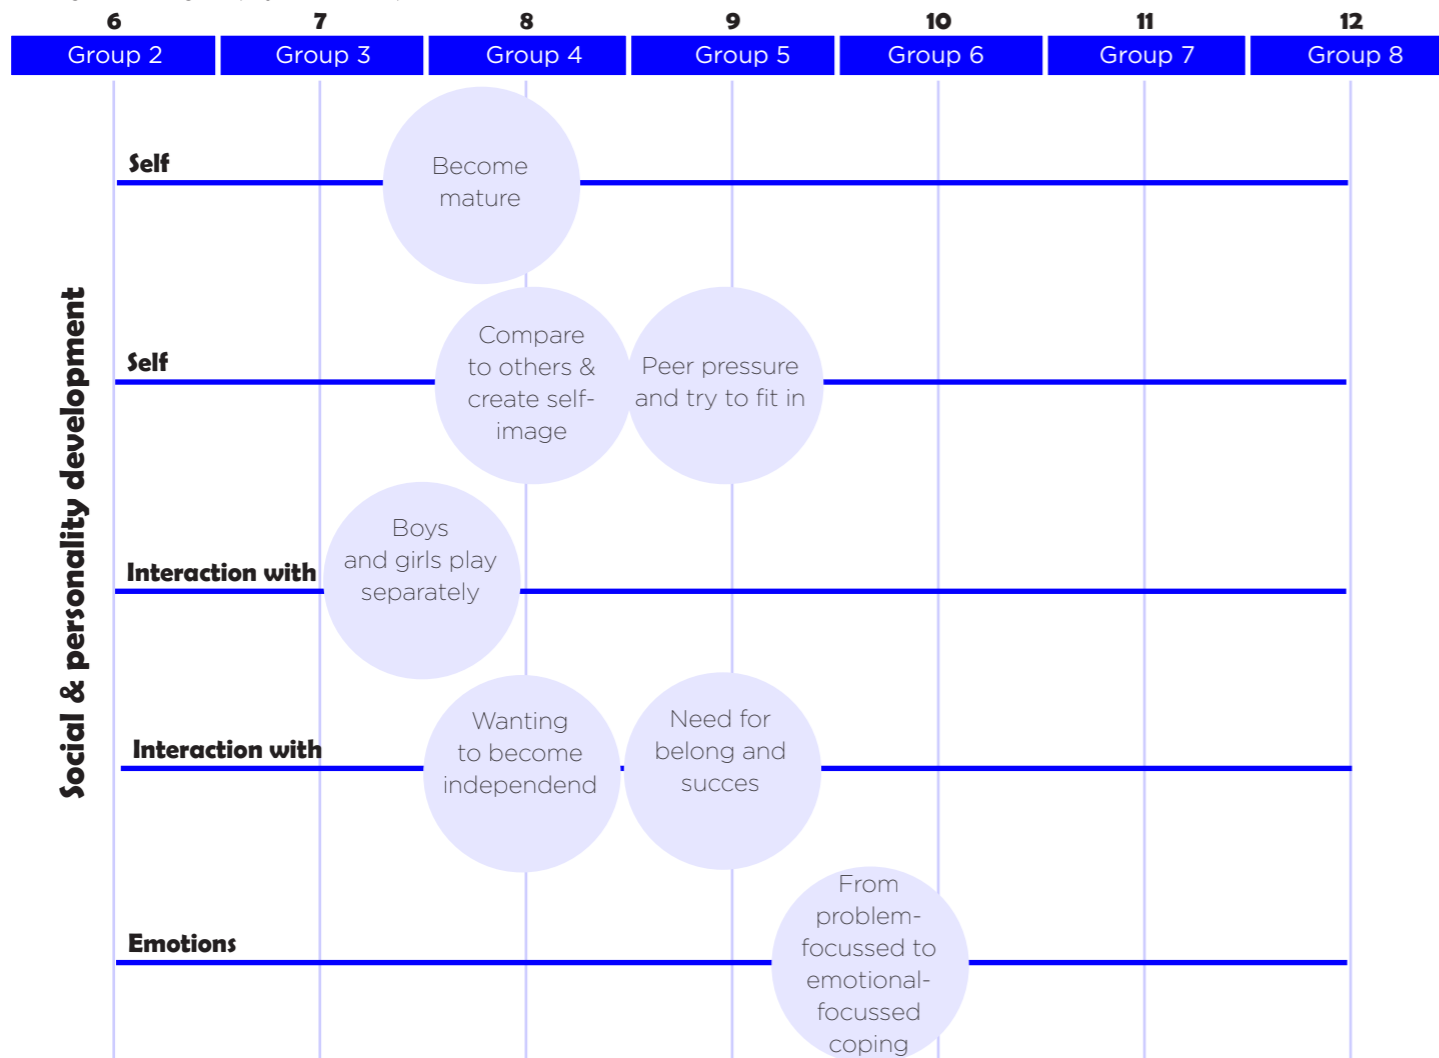 6 7 8 9 10 11 12
Group 2 Group 3 Group 4 Group 5 Group 6 Group 7 Group 8
Social & personality development
Self
Become
mature
Self
Compare
to others &
create self-
image
Peer pressure
and try to fit in
Interaction with
Boys
and girls play
separately
Interaction with
Wanting
to become
independend
Need for
belong and
succes
Emotions
From
problem-
focussed to
emotional-
focussed
coping